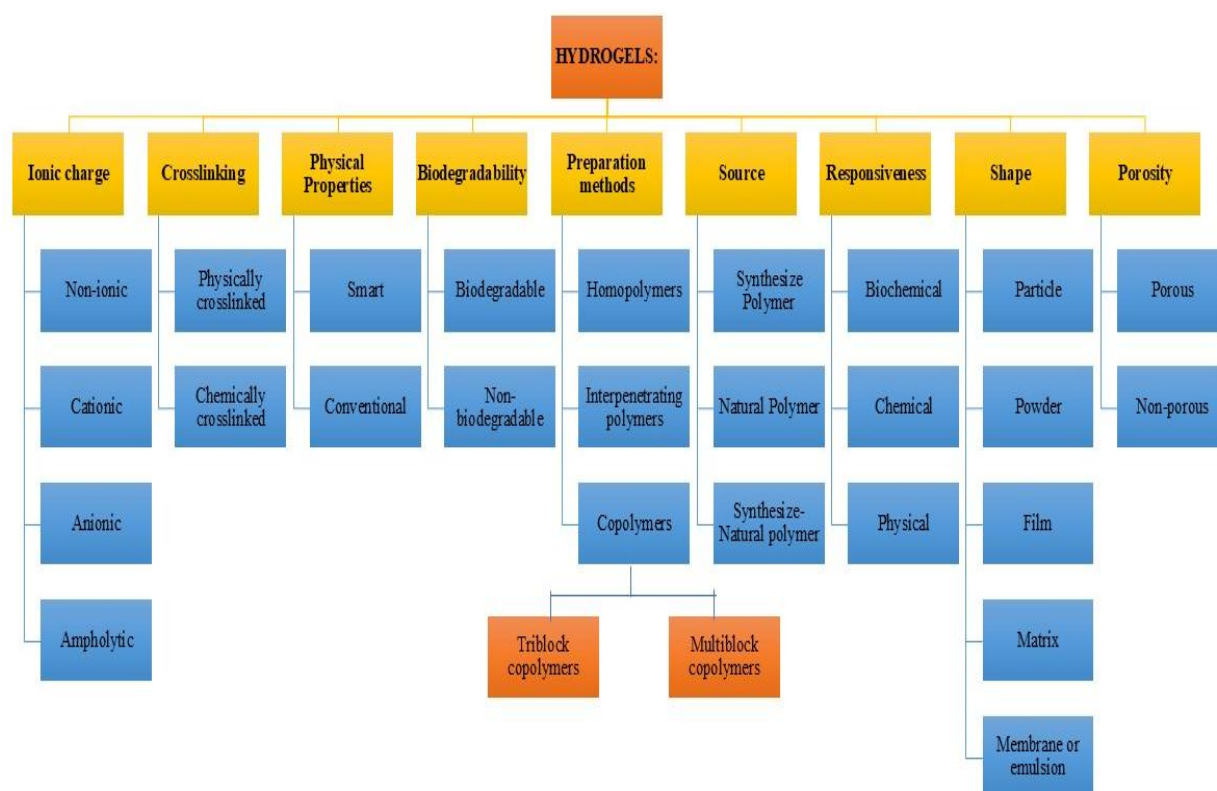 HYDROGELS:
Ionic charge
Crosslinking
Physical
Properties
Biodegradability
Preparation
methods
Source
Responsiveness
Shape
Porosity
Non-ionic
Physically
crosslinked
Smart
Biodegradable
Homopolymers
Synthesize
Polymer
Biochemical
Particle
Porous
Cationic
Chemically
crosslinked
Conventional
Non-
biodegradable
Interpenetrating
polymers
Natural Polymer
Chemical
Powder
Non-porous
Anionic
Copolymers
Synthesize-
Natural polymer
Physical
Film
Ampholytic
Triblock
copolymers
Multiblock
copolymers
Matrix
Membrane or
emulsion